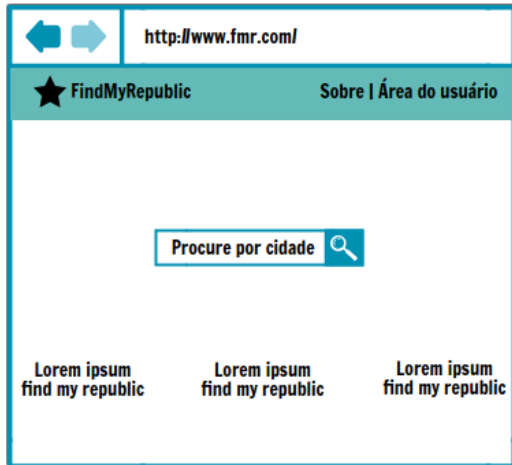 http://www.fmr.com/
FindMyRepublic Sobre | Área do usuário
Procure por cidade
Lorem ipsum Lorem ipsum Lorem ipsum
find my republic find my republic find my republic